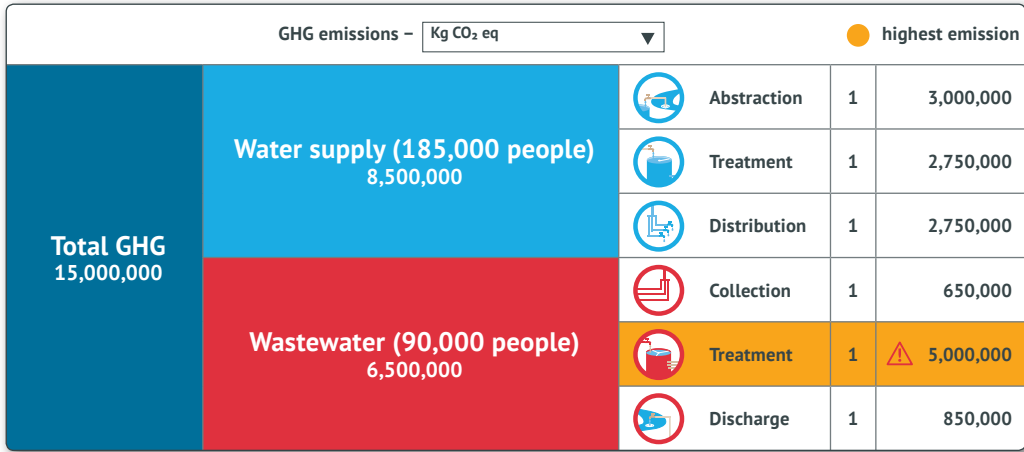 GHG emissions – Kg CO₂ eq ▼ highest emission
Total GHG
15,000,000
Water supply (185,000 people)
8,500,000
Abstraction 1 3,000,000
Treatment 1 2,750,000
Distribution 1 2,750,000
Wastewater (90,000 people)
6,500,000
Collection 1 650,000
Treatment 1 5,000,000
Discharge 1 850,000